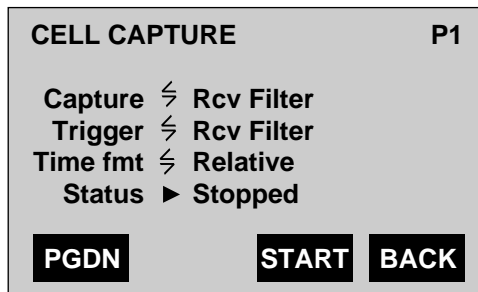 CELL CAPTURE P1
Capture Rcv Filter
Trigger Rcv Filter
Time fmt Relative
Status Stopped
PGDN START BACK